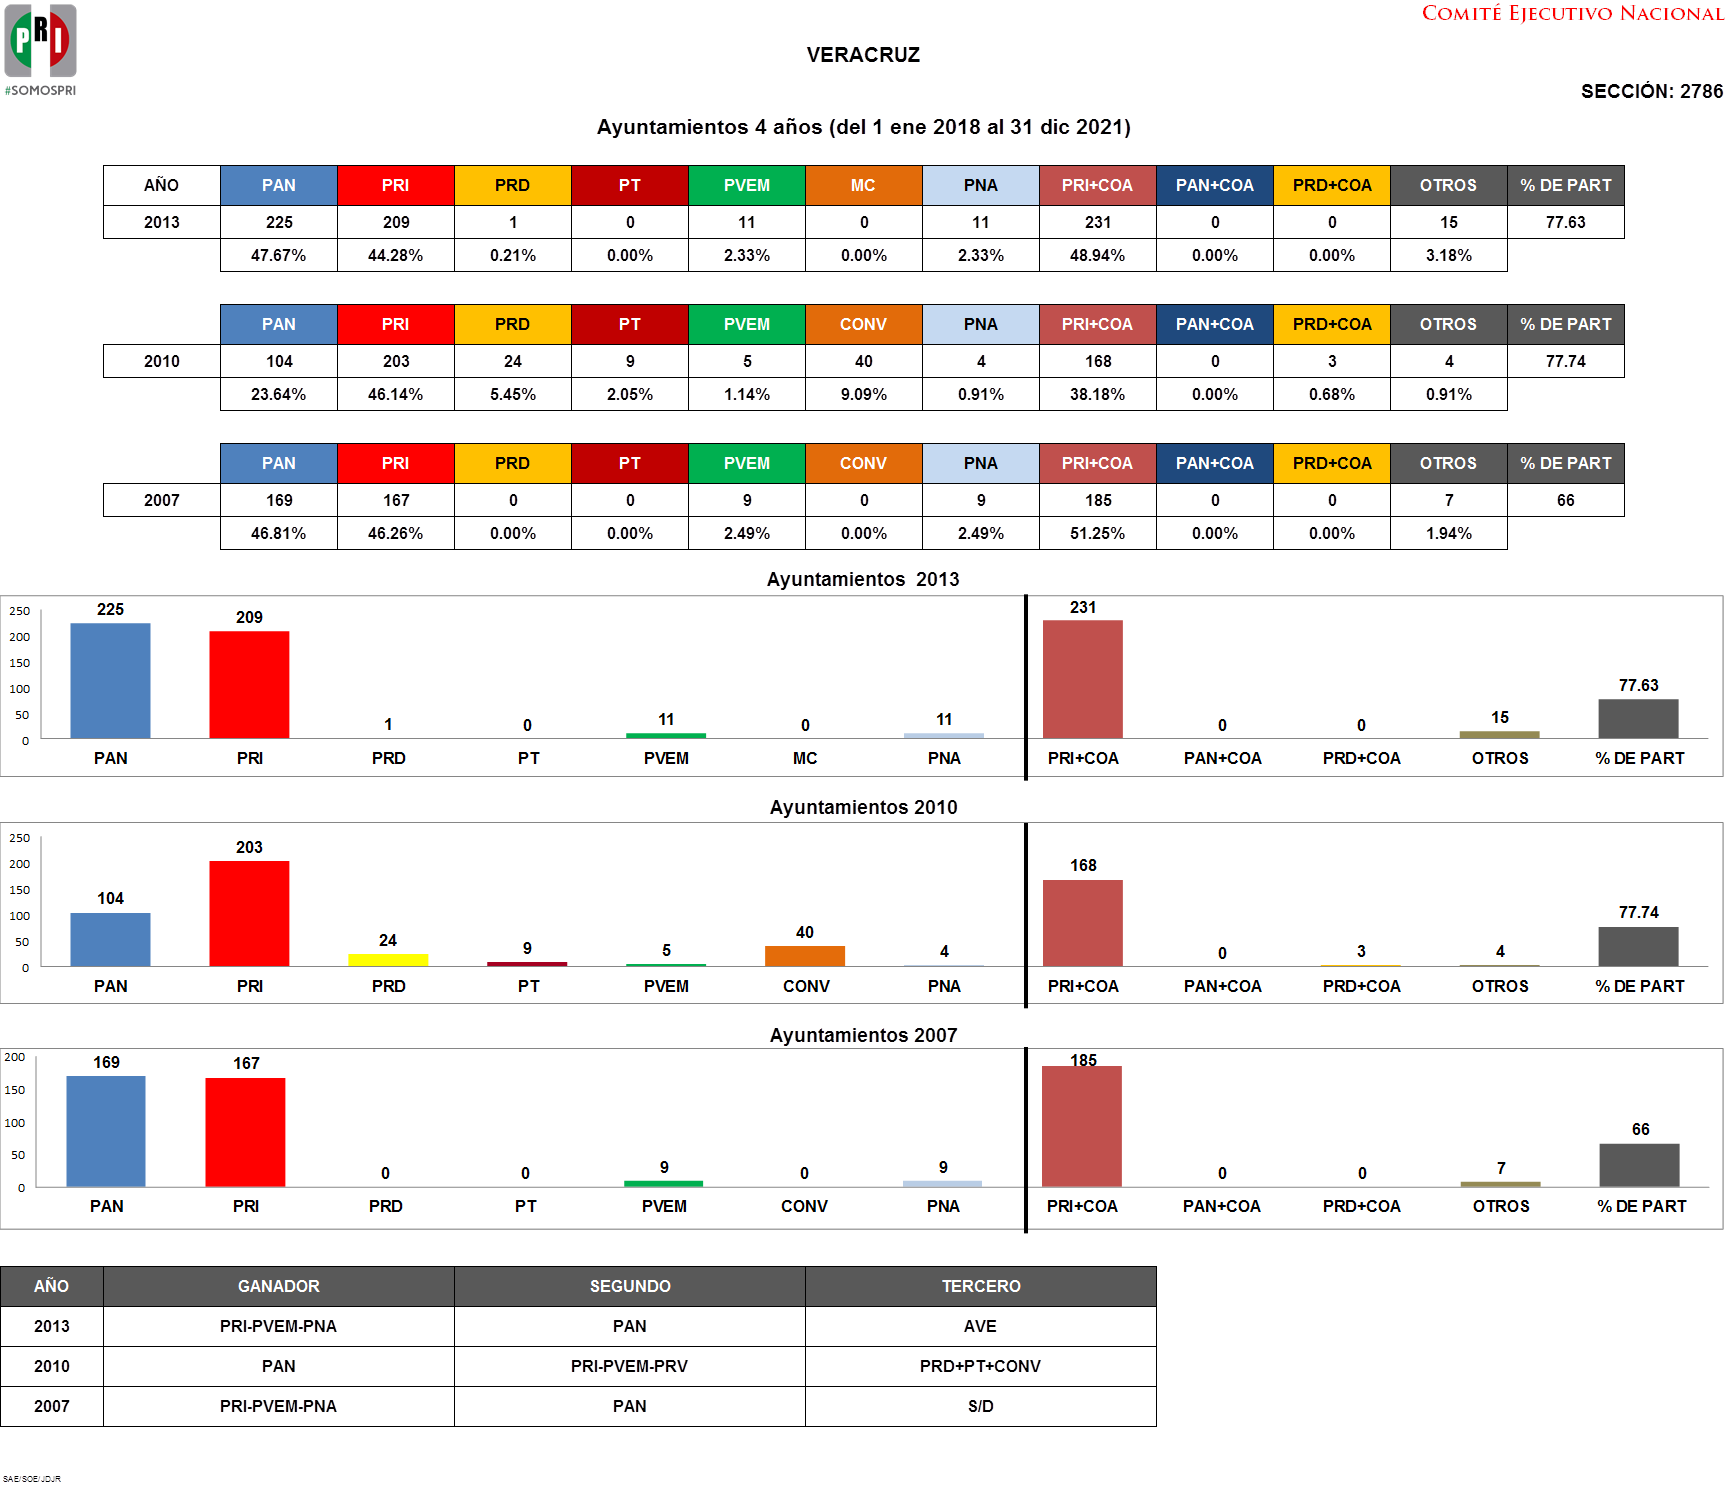 PRI
#SOMOSPRI
COMITÉ EJECUTIVO NACIONAL
VERACRUZ
SECCIÓN: 2786
Ayuntamientos 4 años (del 1 ene 2018 al 31 dic 2021)
AÑO PAN PRI PRD PT PVEM MC PNA PRI+COA PAN+COA PRD+COA OTROS % DE PART
2013 225 209 1 0 11 0 11 231 0 0 15 77.63
47.67% 44.28% 0.21% 0.00% 2.33% 0.00% 2.33% 48.94% 0.00% 0.00% 3.18%
PAN PRI PRD PT PVEM CONV PNA PRI+COA PAN+COA PRD+COA OTROS % DE PART
2010 104 203 24 9 5 40 4 168 0 3 4 77.74
23.64% 46.14% 5.45% 2.05% 1.14% 9.09% 0.91% 38.18% 0.00% 0.68% 0.91%
PAN PRI PRD PT PVEM CONV PNA PRI+COA PAN+COA PRD+COA OTROS % DE PART
2007 169 167 0 0 9 0 9 185 0 0 7 66
46.81% 46.26% 0.00% 0.00% 2.49% 0.00% 2.49% 51.25% 0.00% 0.00% 1.94%
Ayuntamientos 2013
250
200
150
100
50
0
225 209 1 0 11 0 11 231 0 0 15 77.63
PAN PRI PRD PT PVEM MC PNA PRI+COA PAN+COA PRD+COA OTROS % DE PART
Ayuntamientos 2010
250
200
150
100
50
0
104 203 24 9 5 40 4 168 0 3 4 77.74
PAN PRI PRD PT PVEM CONV PNA PRI+COA PAN+COA PRD+COA OTROS % DE PART
Ayuntamientos 2007
200
150
100
50
0
169 167 0 0 9 0 9 185 0 0 7 66
PAN PRI PRD PT PVEM CONV PNA PRI+COA PAN+COA PRD+COA OTROS % DE PART
AÑO GANADOR SEGUNDO TERCERO
2013 PRI-PVEM-PNA PAN AVE
2010 PAN PRI-PVEM-PRV PRD+PT+CONV
2007 PRI-PVEM-PNA PAN S/D
SAE/SOE/JDJR